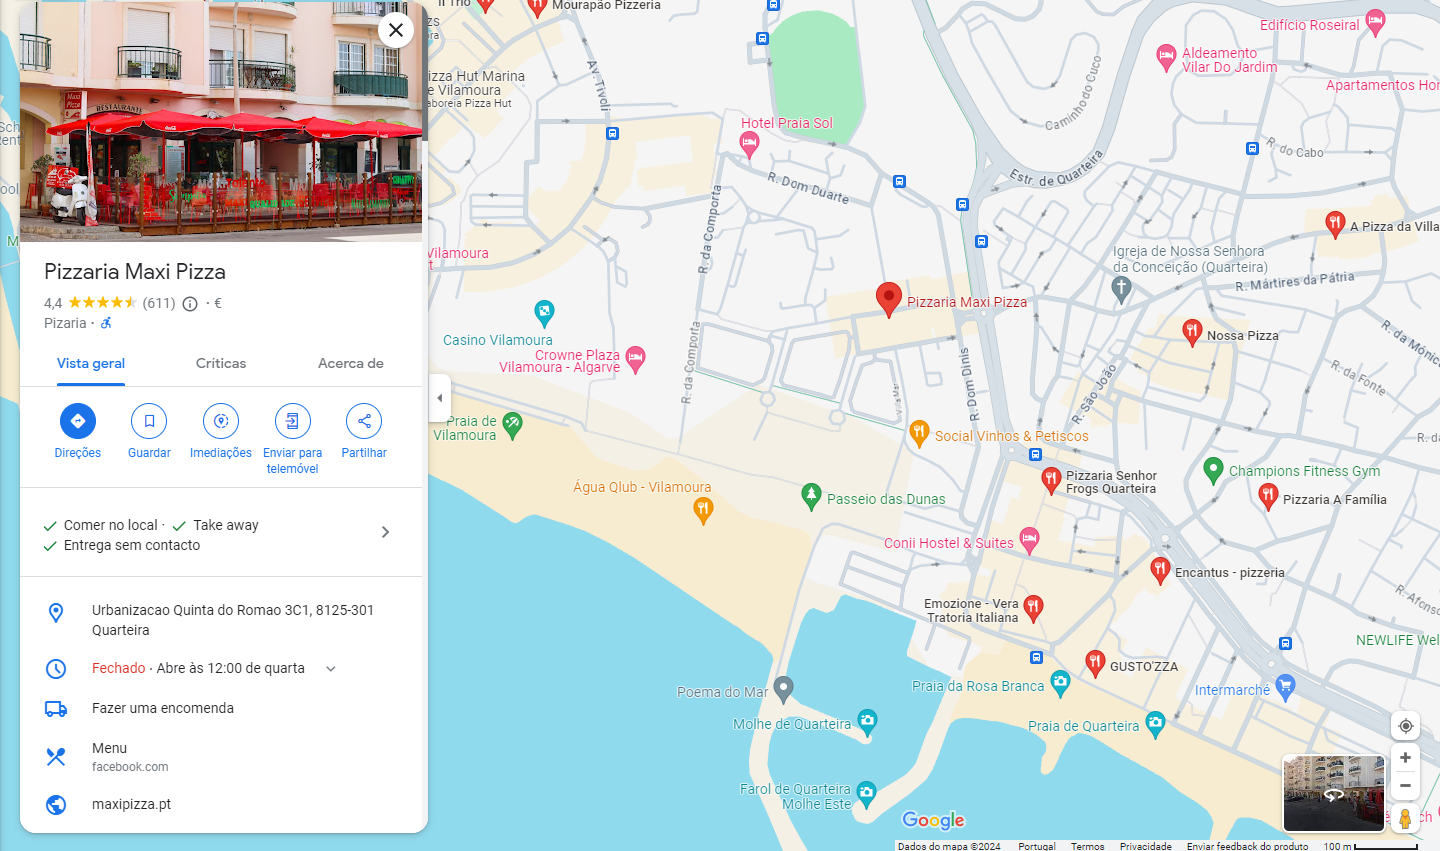 Maxi
Pizza
RESTAURANTE
Pizzaria Maxi Pizza
4,4 (611) · €
Pizaria ·
Vista geral
Críticas
Acerca de
Direções
Guardar
Imediações
Enviar para
telemóvel
Partilhar
Comer no local · Take away
Entrega sem contacto
Urbanizacao Quinta do Romao 3C1, 8125-301
Quarteira
Fechado · Abre às 12:00 de quarta
Fazer uma encomenda
Menu
facebook.com
maxipizza.pt
Il Trio
Mourapão Pizzeria
izza Hut Marina
e Vilamoura
aboreia Pizza Hut
Av. Tivoli
Hotel Praia Sol
R. Dom Duarte
R. da Comporta
Vilamoura
Casino Vilamoura
Crowne Plaza
Vilamoura - Algarve
R. da Comporta
Praia de
Vilamoura
Água Qlub - Vilamoura
Passeio das Dunas
Social Vinhos & Petiscos
Pizzaria Maxi Pizza
R. Dom Dinis
Estr. de Quarteira
Caminho do Cuco
Aldeamento
Vilar Do Jardim
Edifício Roseiral
Apartamentos Hor
R. do Cabo
A Pizza da Villa
Igreja de Nossa Senhora
da Conceição (Quarteira)
R. Mártires da Pátria
Nossa Pizza
R. da Mónica
R. da Fonte
R. São João
Champions Fitness Gym
Pizzaria Senhor
Frogs Quarteira
Pizzaria A Família
Conii Hostel & Suites
Encantus - pizzeria
Emozione - Vera
Tratoria Italiana
R. Afonso
NEWLIFE Wel
GUSTO'ZZA
Praia da Rosa Branca
Intermarché
Poema do Mar
Molhe de Quarteira
Praia de Quarteira
Farol de Quarteira
Molhe Este
Google
Dados do mapa ©2024
Portugal
Termos
Privacidade
Enviar feedback do produto
100 m